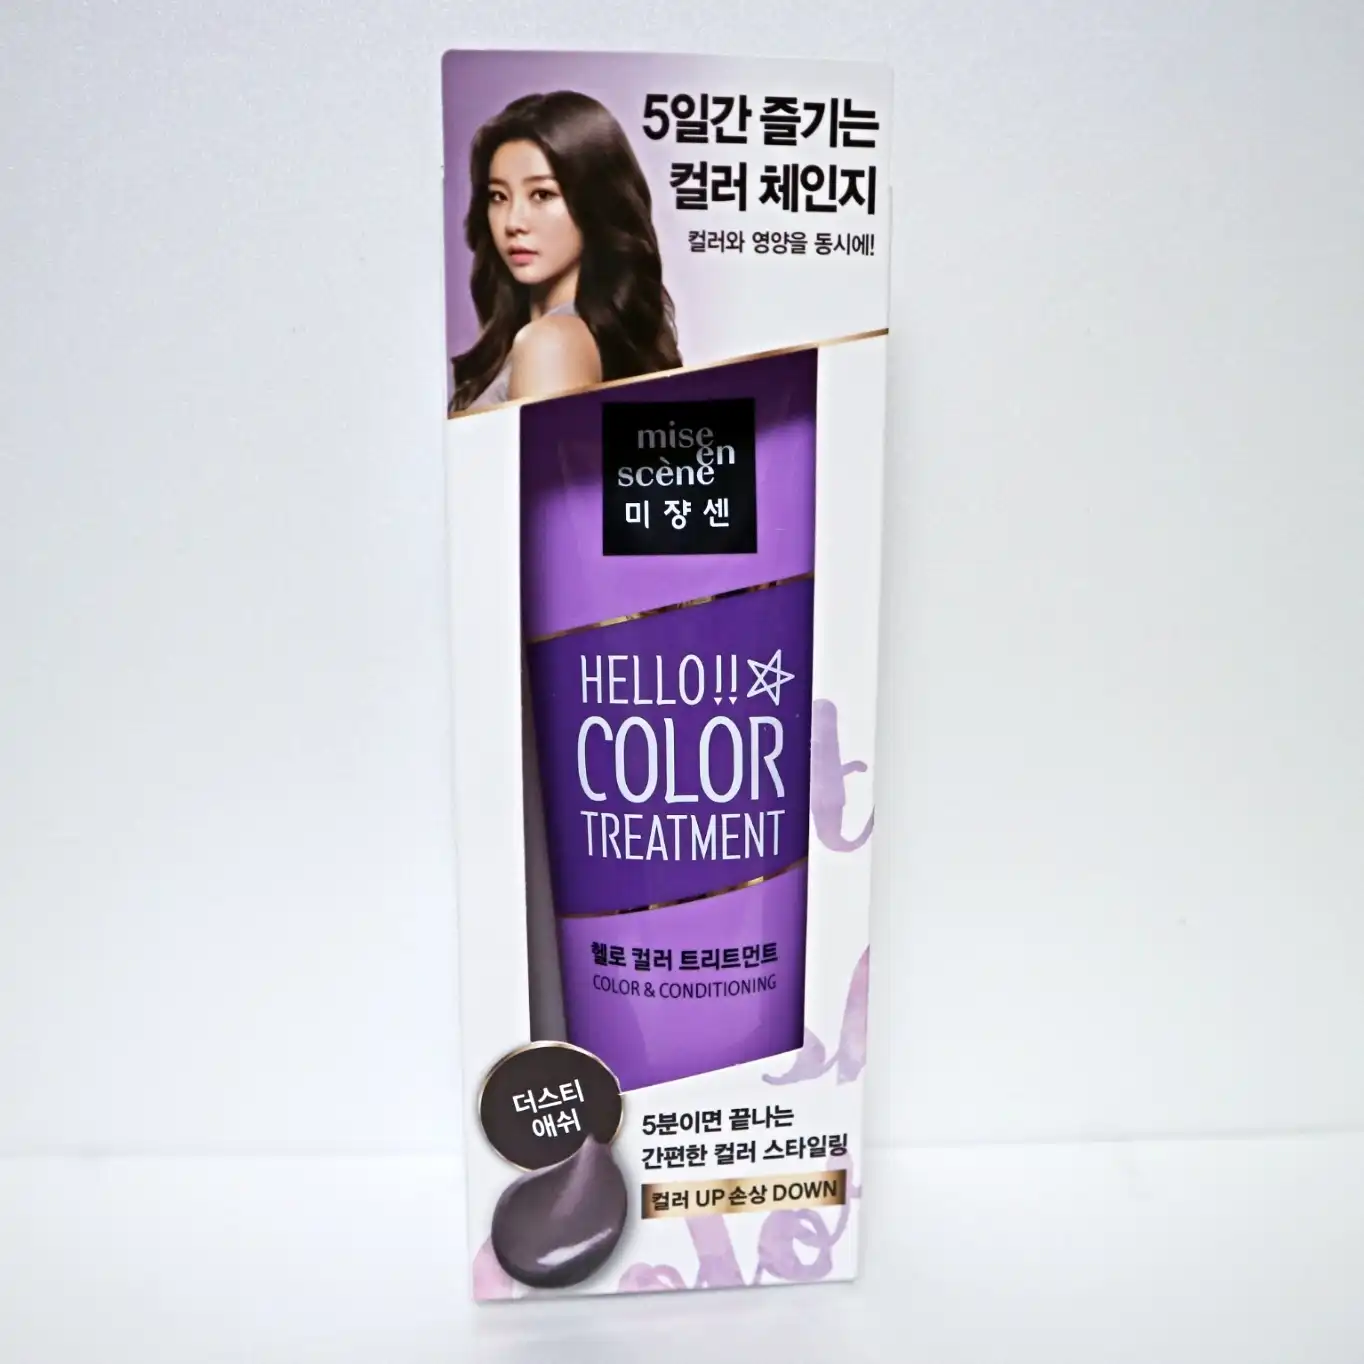 5일간 즐기는
컬러 체인지
컬러와 영양을 동시에!
mise
en
scène
미쟝센
HELLO!!
COLOR
TREATMENT
헬로 컬러 트리트먼트
COLOR & CONDITIONING
더스티
애쉬
5분이면 끝나는
간편한 컬러 스타일링
컬러 UP 손상 DOWN